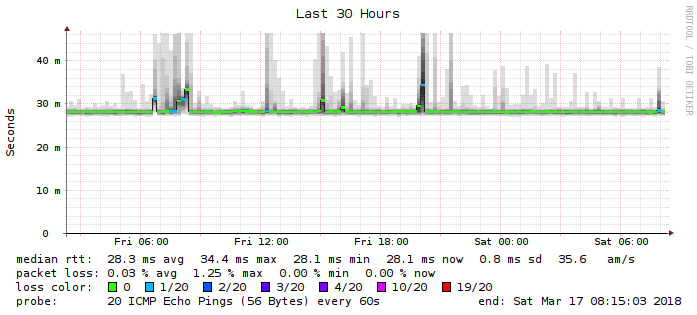 Last 30 Hours
RRDTOOL / TOBI OETIKER
Seconds
40 m
30 m
20 m
10 m
0
Fri 06:00 Fri 12:00 Fri 18:00 Sat 00:00 Sat 06:00
median rtt: 28.3 ms avg 34.4 ms max 28.1 ms min 28.1 ms now 0.8 ms sd 35.6 am/s
packet loss: 0.03 % avg 1.25 % max 0.00 % min 0.00 % now
loss color: 0 1/20 2/20 3/20 4/20 10/20 19/20
probe: 20 ICMP Echo Pings (56 Bytes) every 60s end: Sat Mar 17 08:15:03 2018